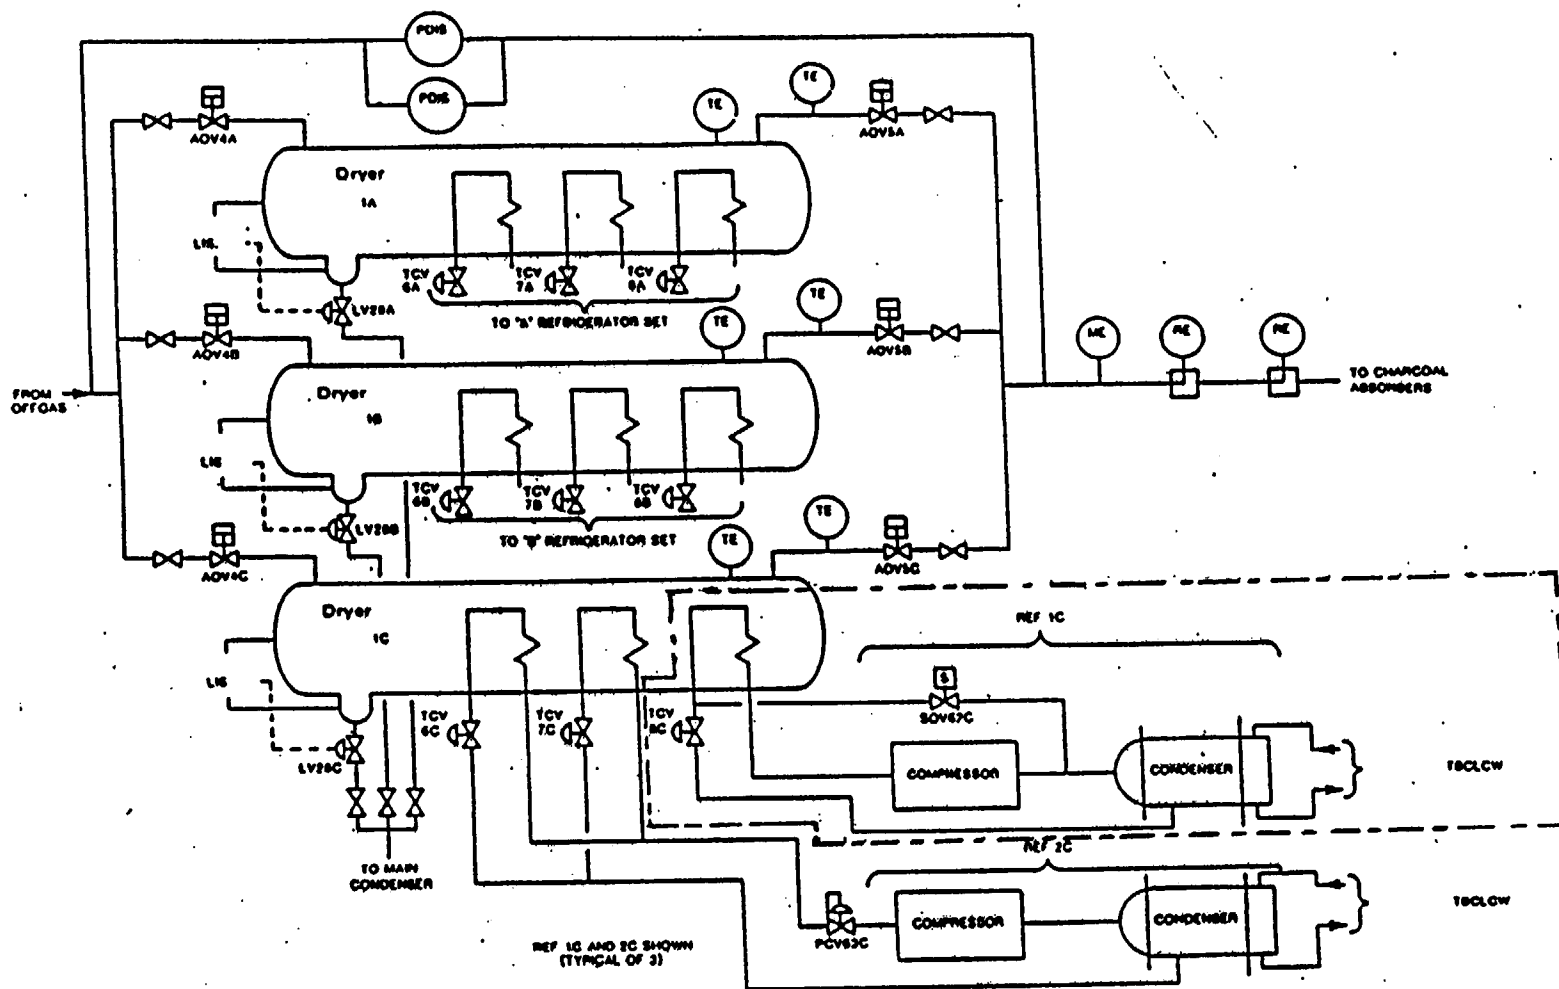 PDIS
PDIS
TE
TE
AOV4A
AOV5A
Dryer
1A
LIS
TCV
6A
TCV
7A
TCV
8A
LV28A
TO "A" REFRIGERATOR SET
TE
TE
AOV4B
AOV5B
ME
RE
RE
FROM
OFFGAS
TO CHARCOAL
ABSORBERS
Dryer
1B
LIS
TCV
6B
TCV
7B
TCV
LV28B
TO "B" REFRIGERATOR SET
TE
TE
AOV4C
AOV5C
Dryer
1C
LIS
REF 1C
S
SOV62C
TCV
6C
TCV
7C
TCV
8C
LV28C
COMPRESSOR
CONDENSER
TBCLCW
TO MAIN
CONDENSER
REF 2C
COMPRESSOR
CONDENSER
TBCLCW
PCV63C
REF 1C AND 2C SHOWN
(TYPICAL OF 3)